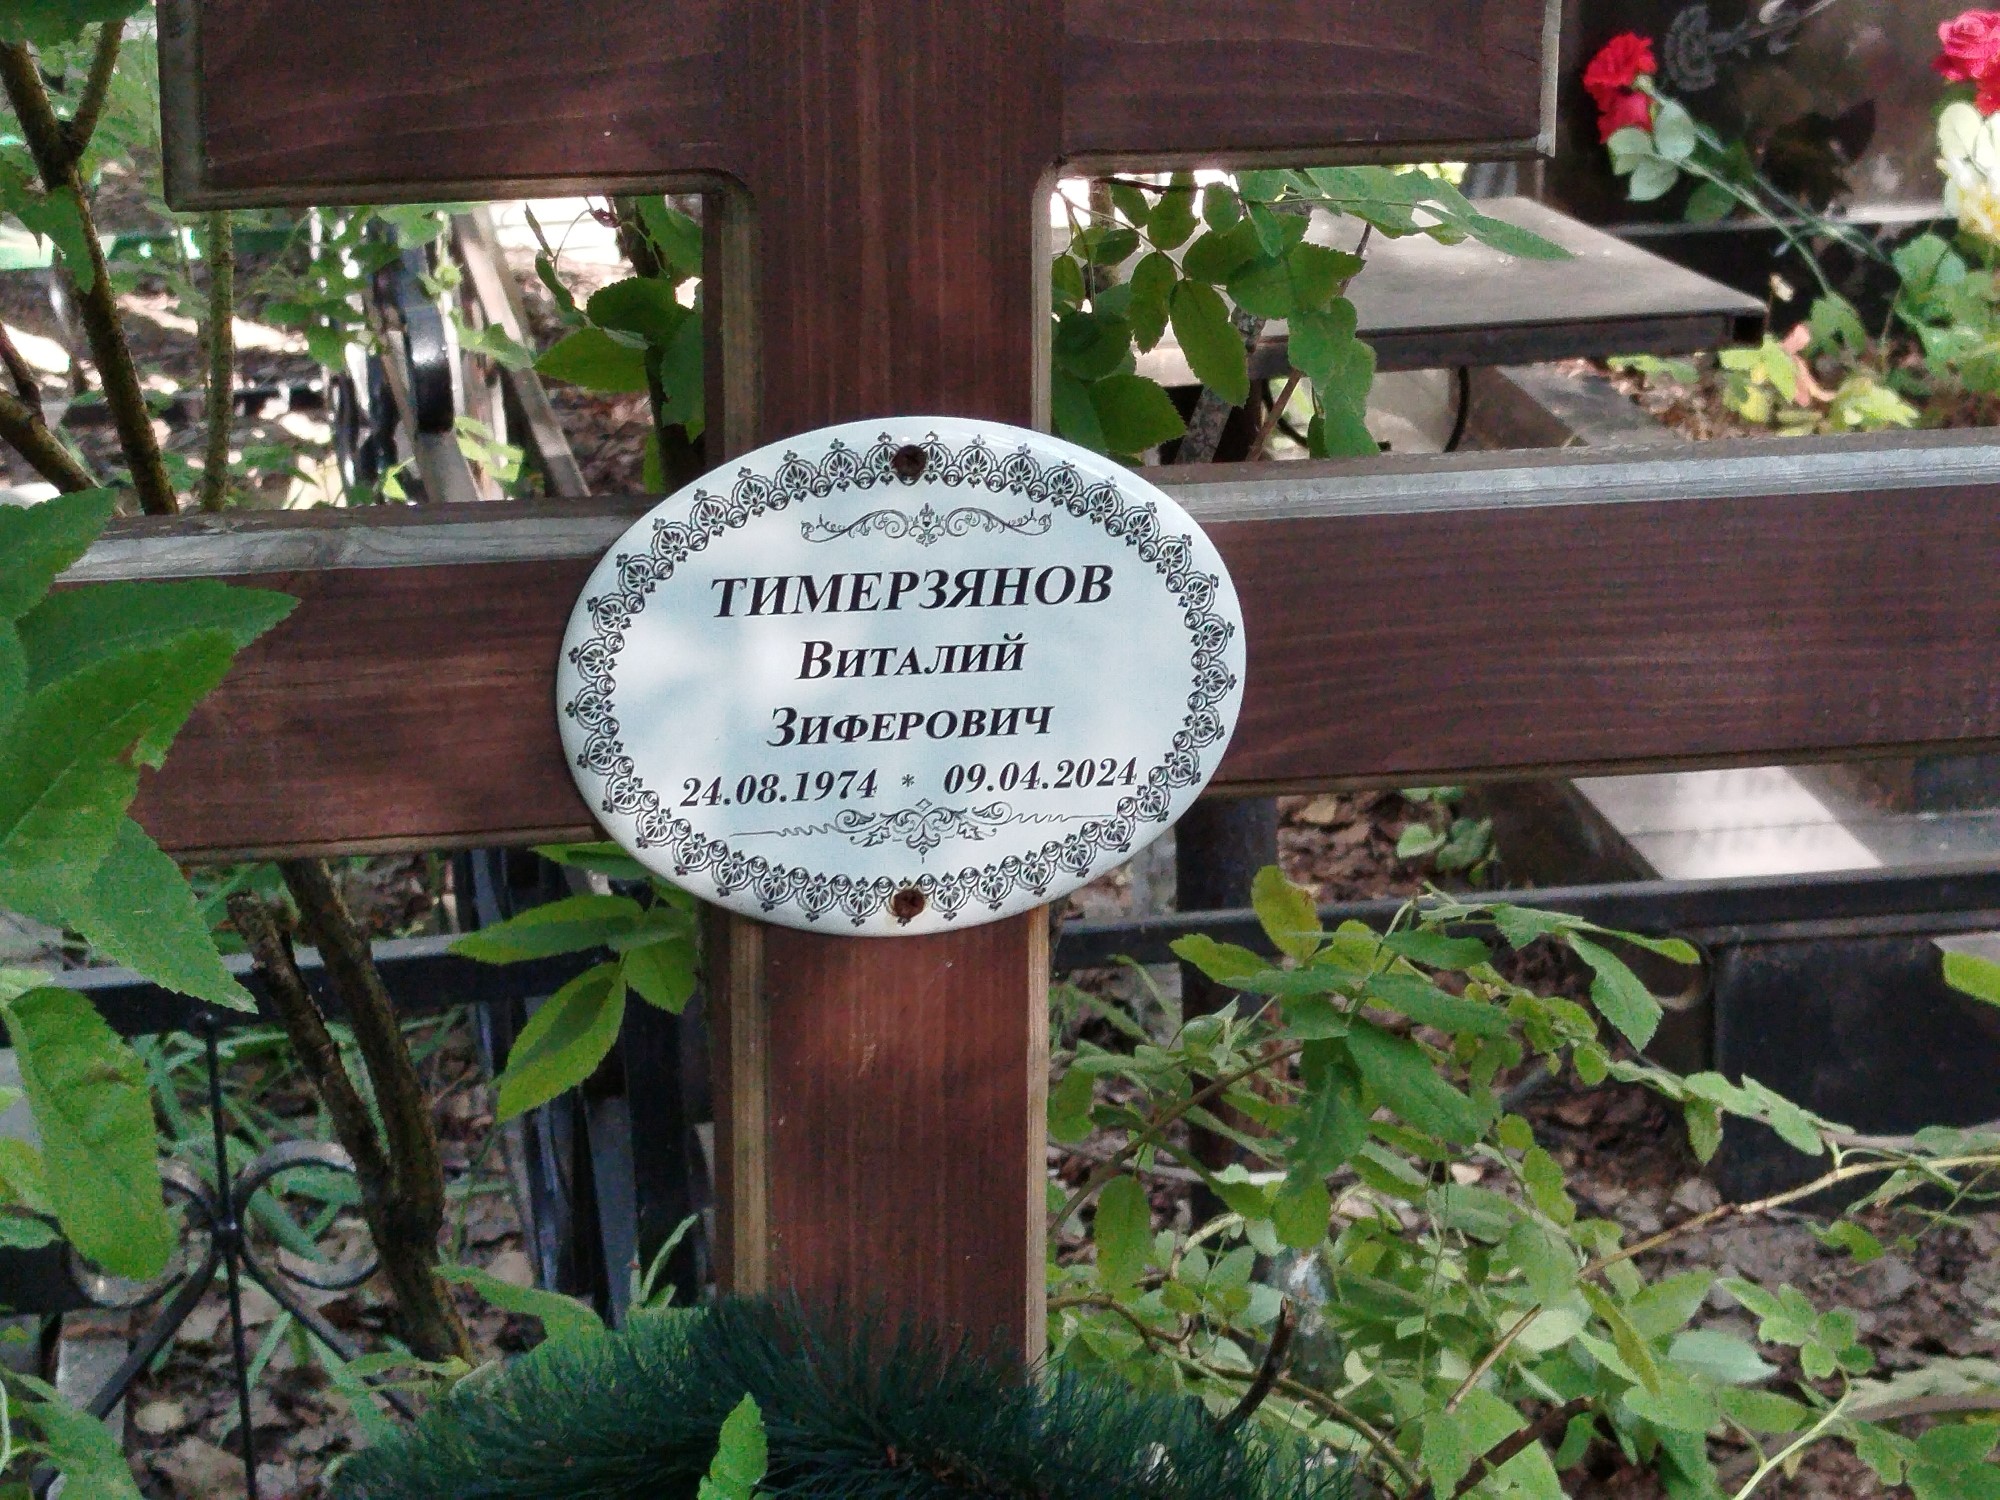 ТИМЕРЗЯНОВ
ВИТАЛИЙ
ЗИФЕРОВИЧ
24.08.1974 * 09.04.2024